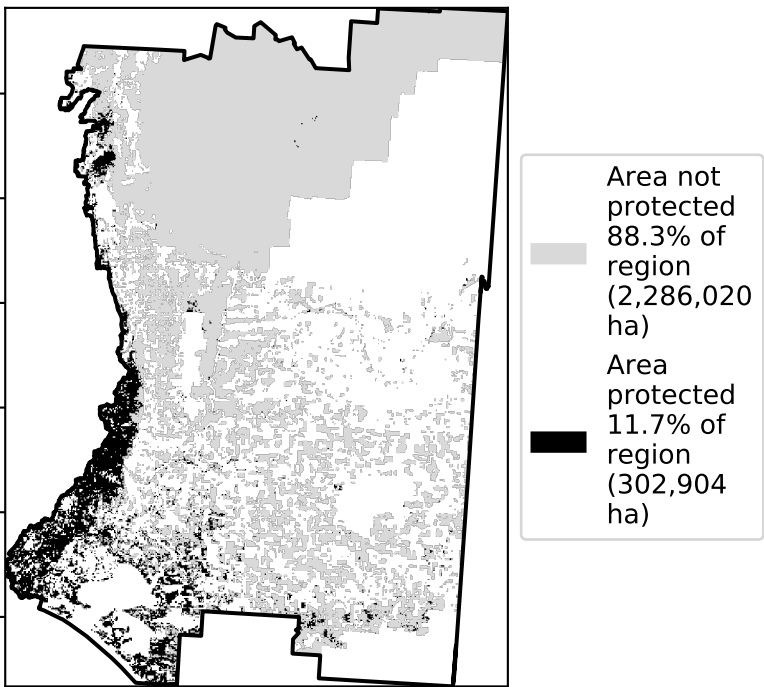 Area not
protected
88.3% of
region
(2,286,020
ha)
Area
protected
11.7% of
region
(302,904
ha)